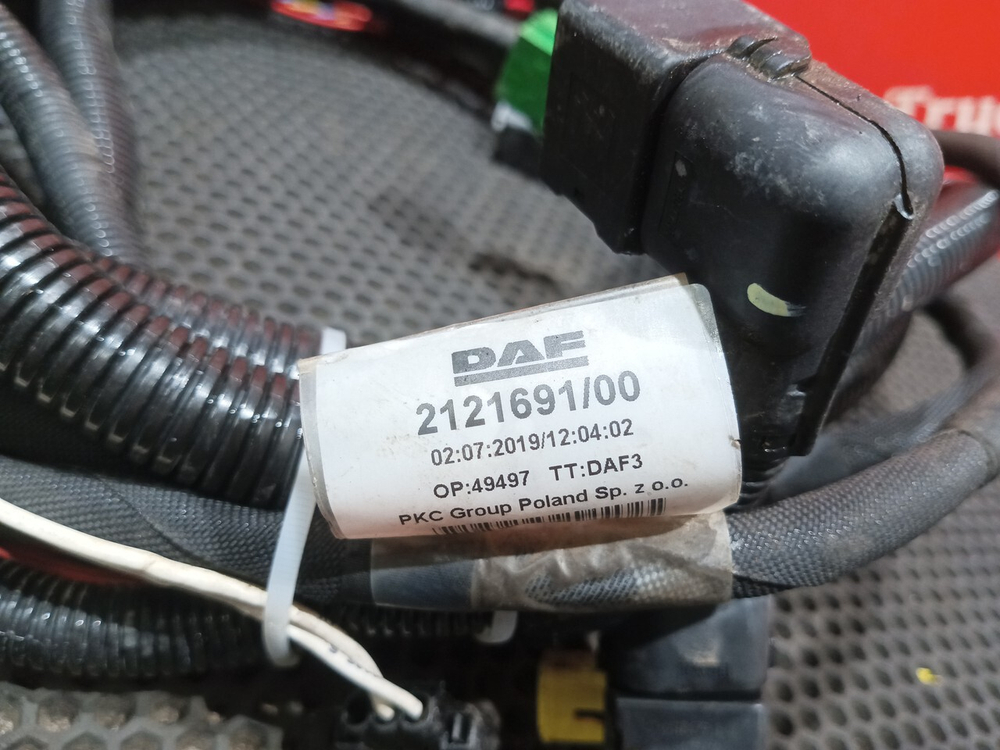 DAF
2121691/00
02:07:2019/12:04:02
OP:49497 TT:DAF3
PKC Group Poland Sp. z o.o.